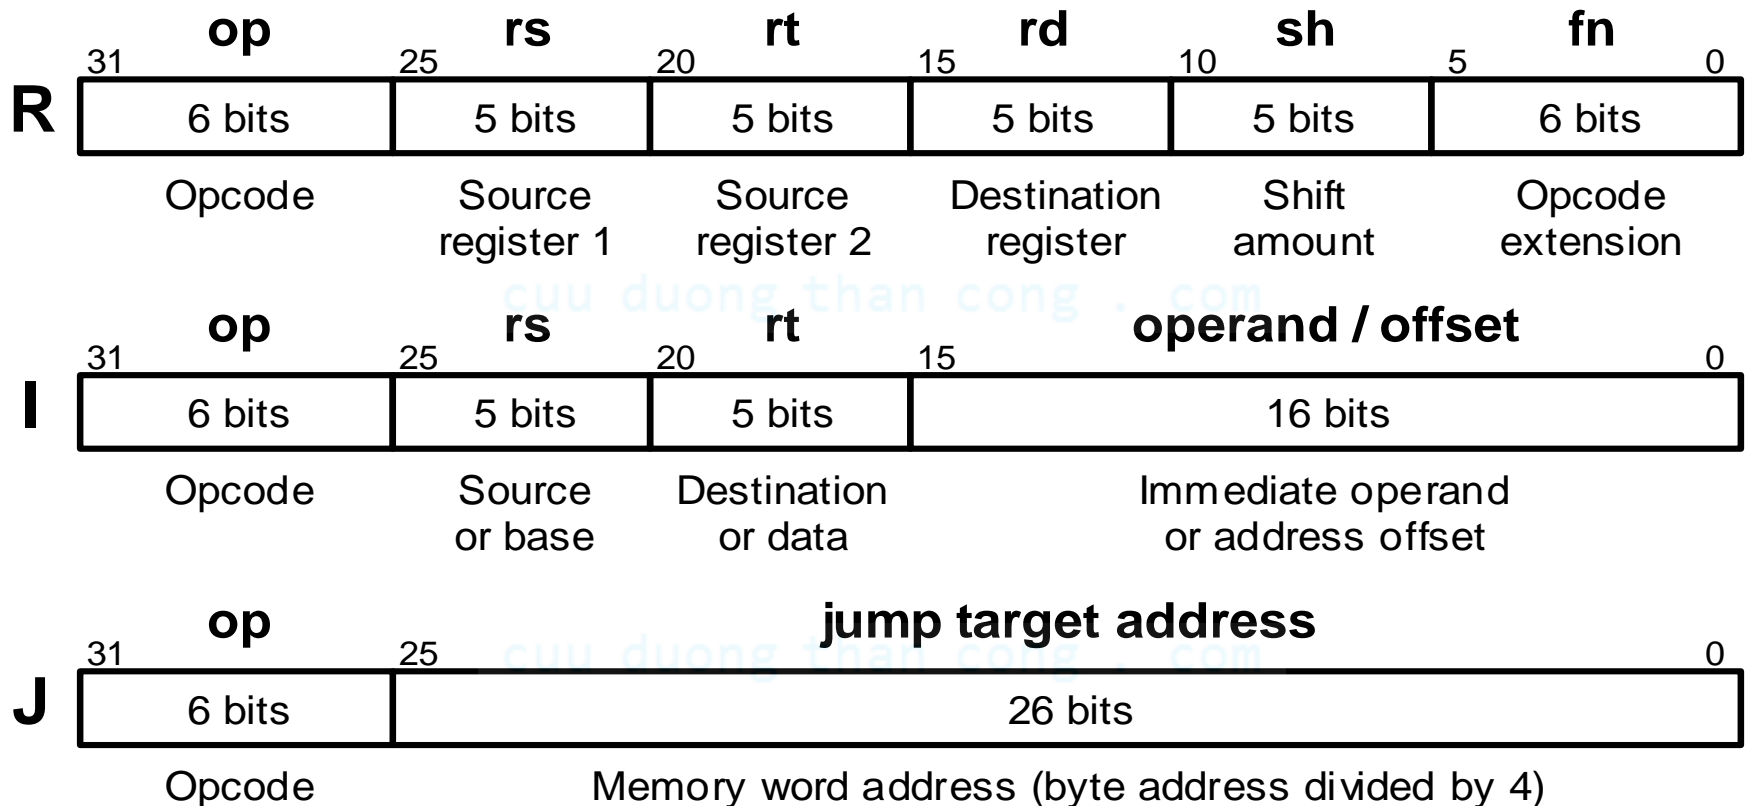 op rs rt rd sh fn
31 25 20 15 10 5 0
R 6 bits 5 bits 5 bits 5 bits 5 bits 6 bits
Opcode Source Source Destination Shift Opcode
register 1 register 2 register amount extension
cuu duong than cong . com
op rs rt operand / offset
31 25 20 15 0
I 6 bits 5 bits 5 bits 16 bits
Opcode Source Destination Immediate operand
or base or data or address offset
op jump target address
31 25 0
cuu duong than cong . com
J 6 bits 26 bits
Opcode Memory word address (byte address divided by 4)